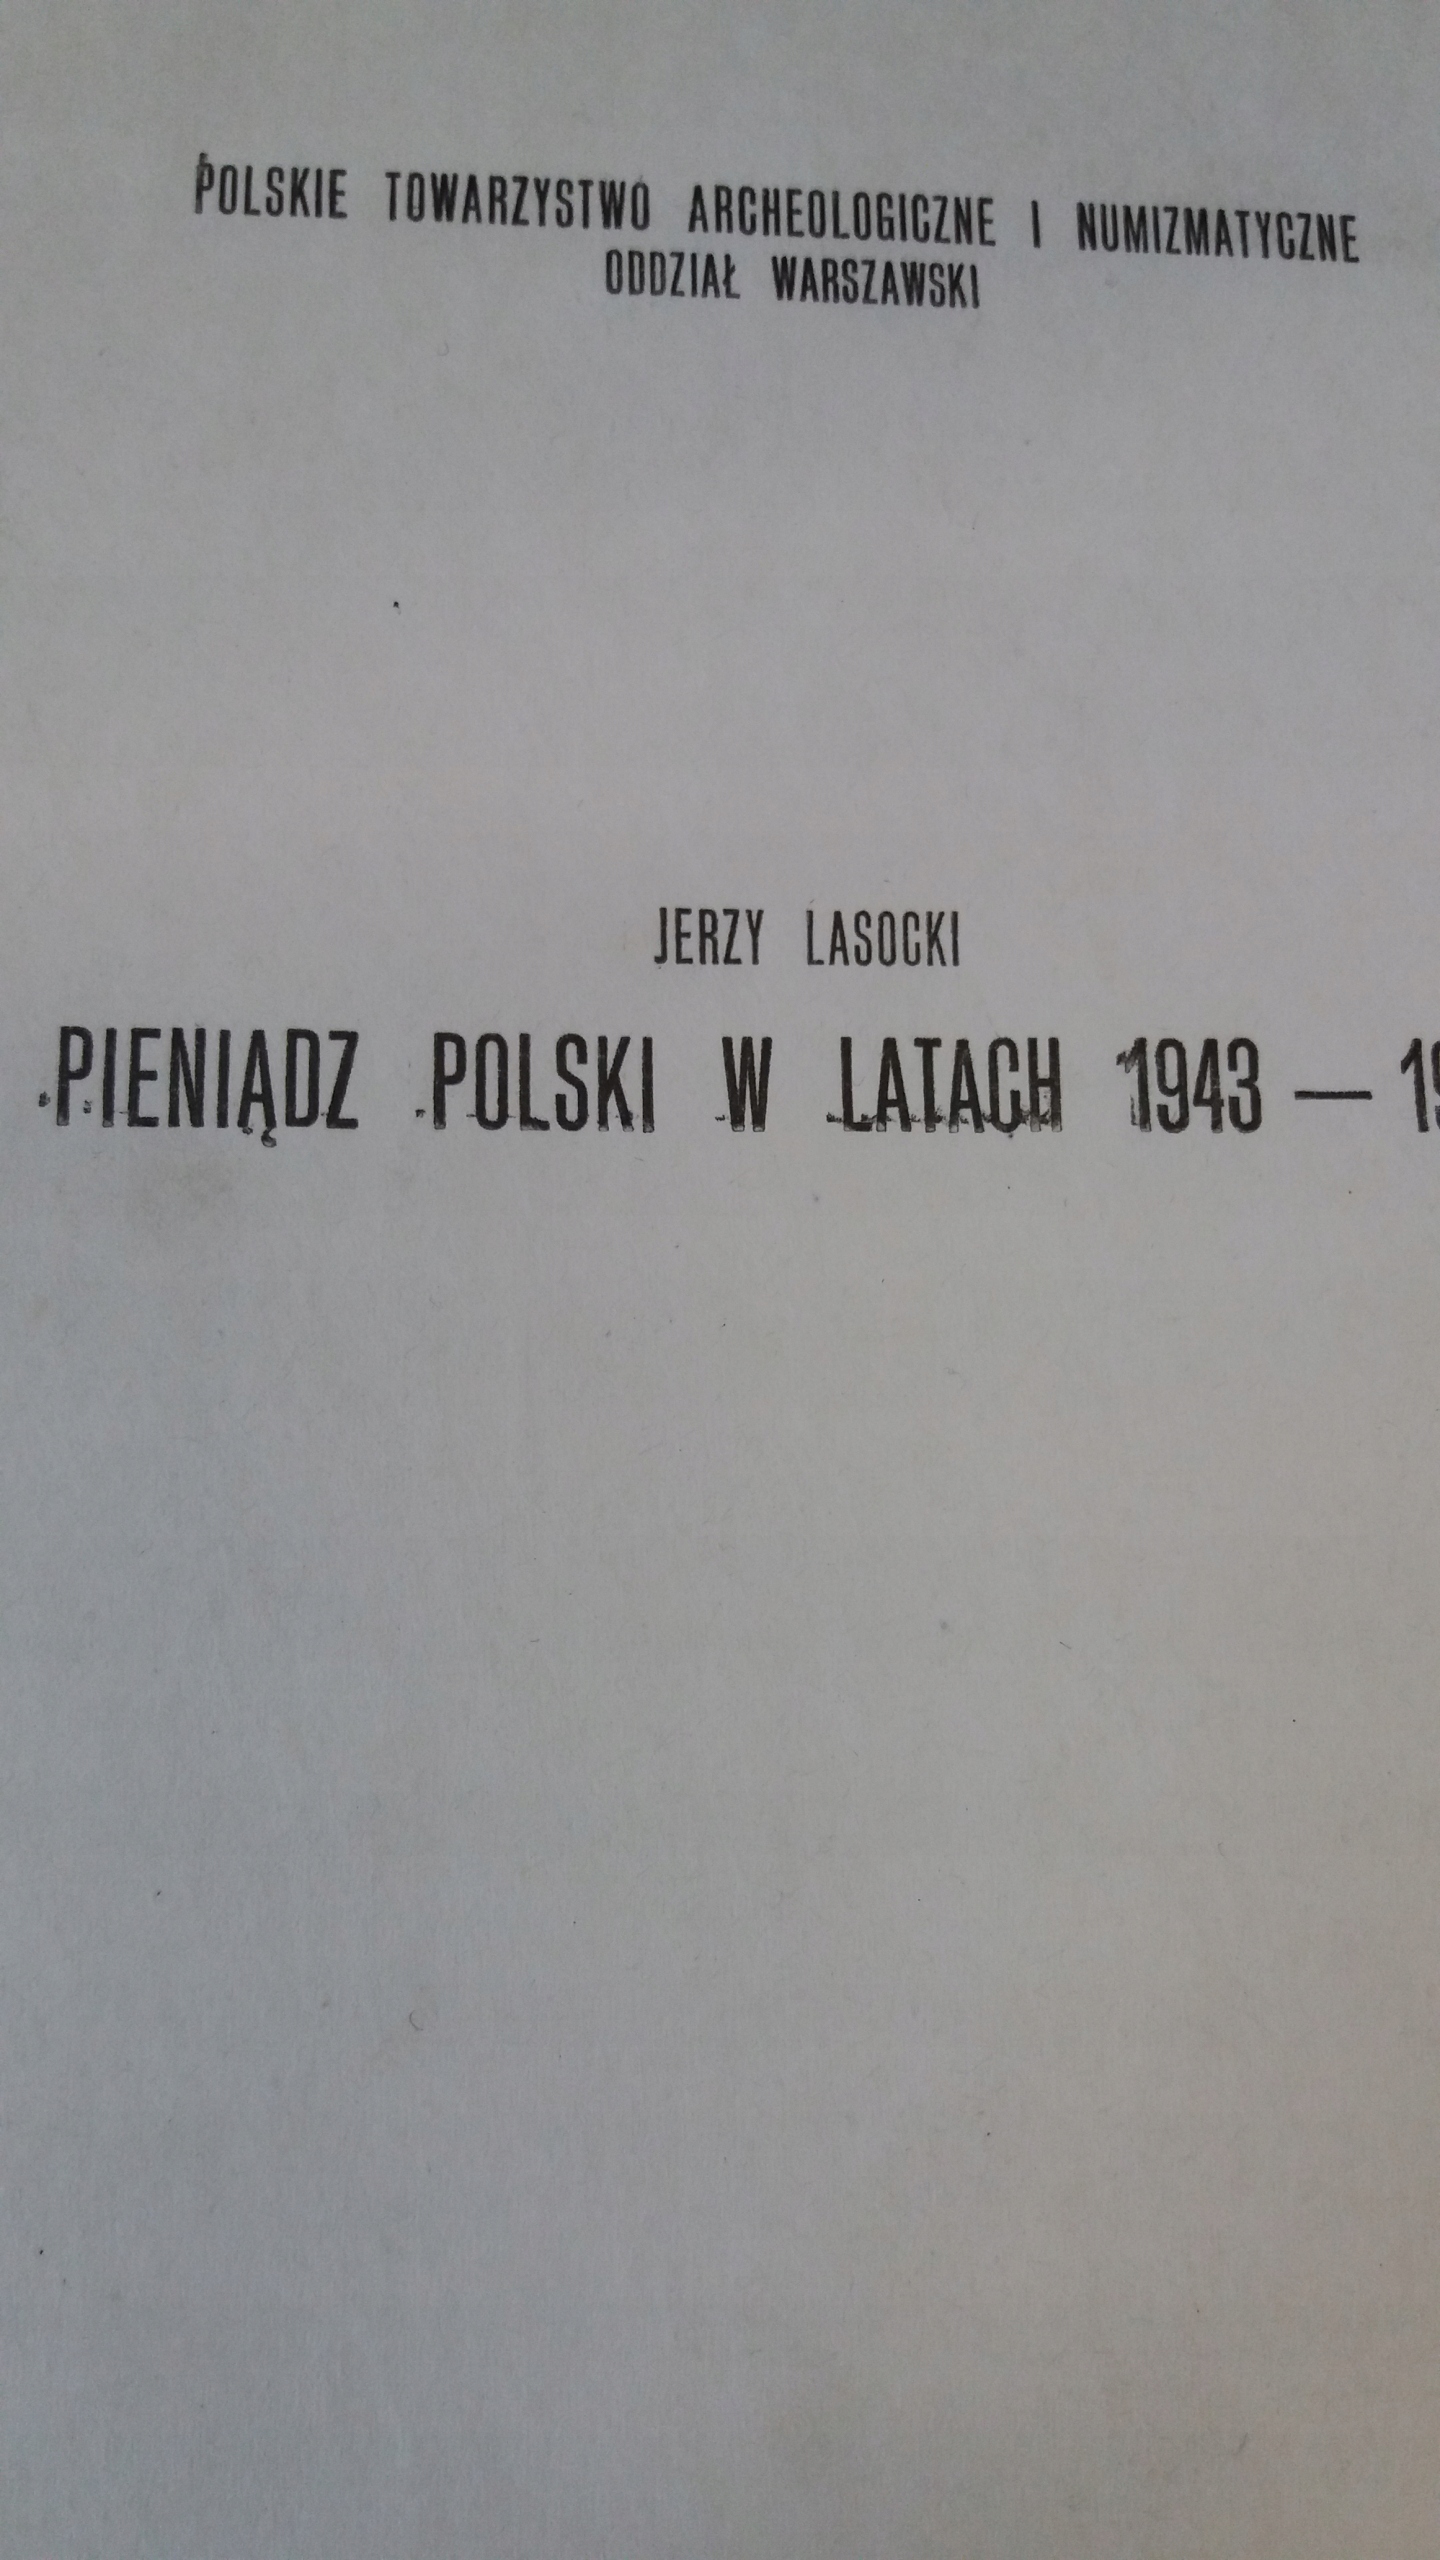 POLSKIE TOWARZYSTWO ARCHEOLOGICZNE I NUMIZMATYCZNE
ODDZIAŁ WARSZAWSKI
JERZY LASOCKI
PIENIĄDZ POLSKI W LATACH 1943 —